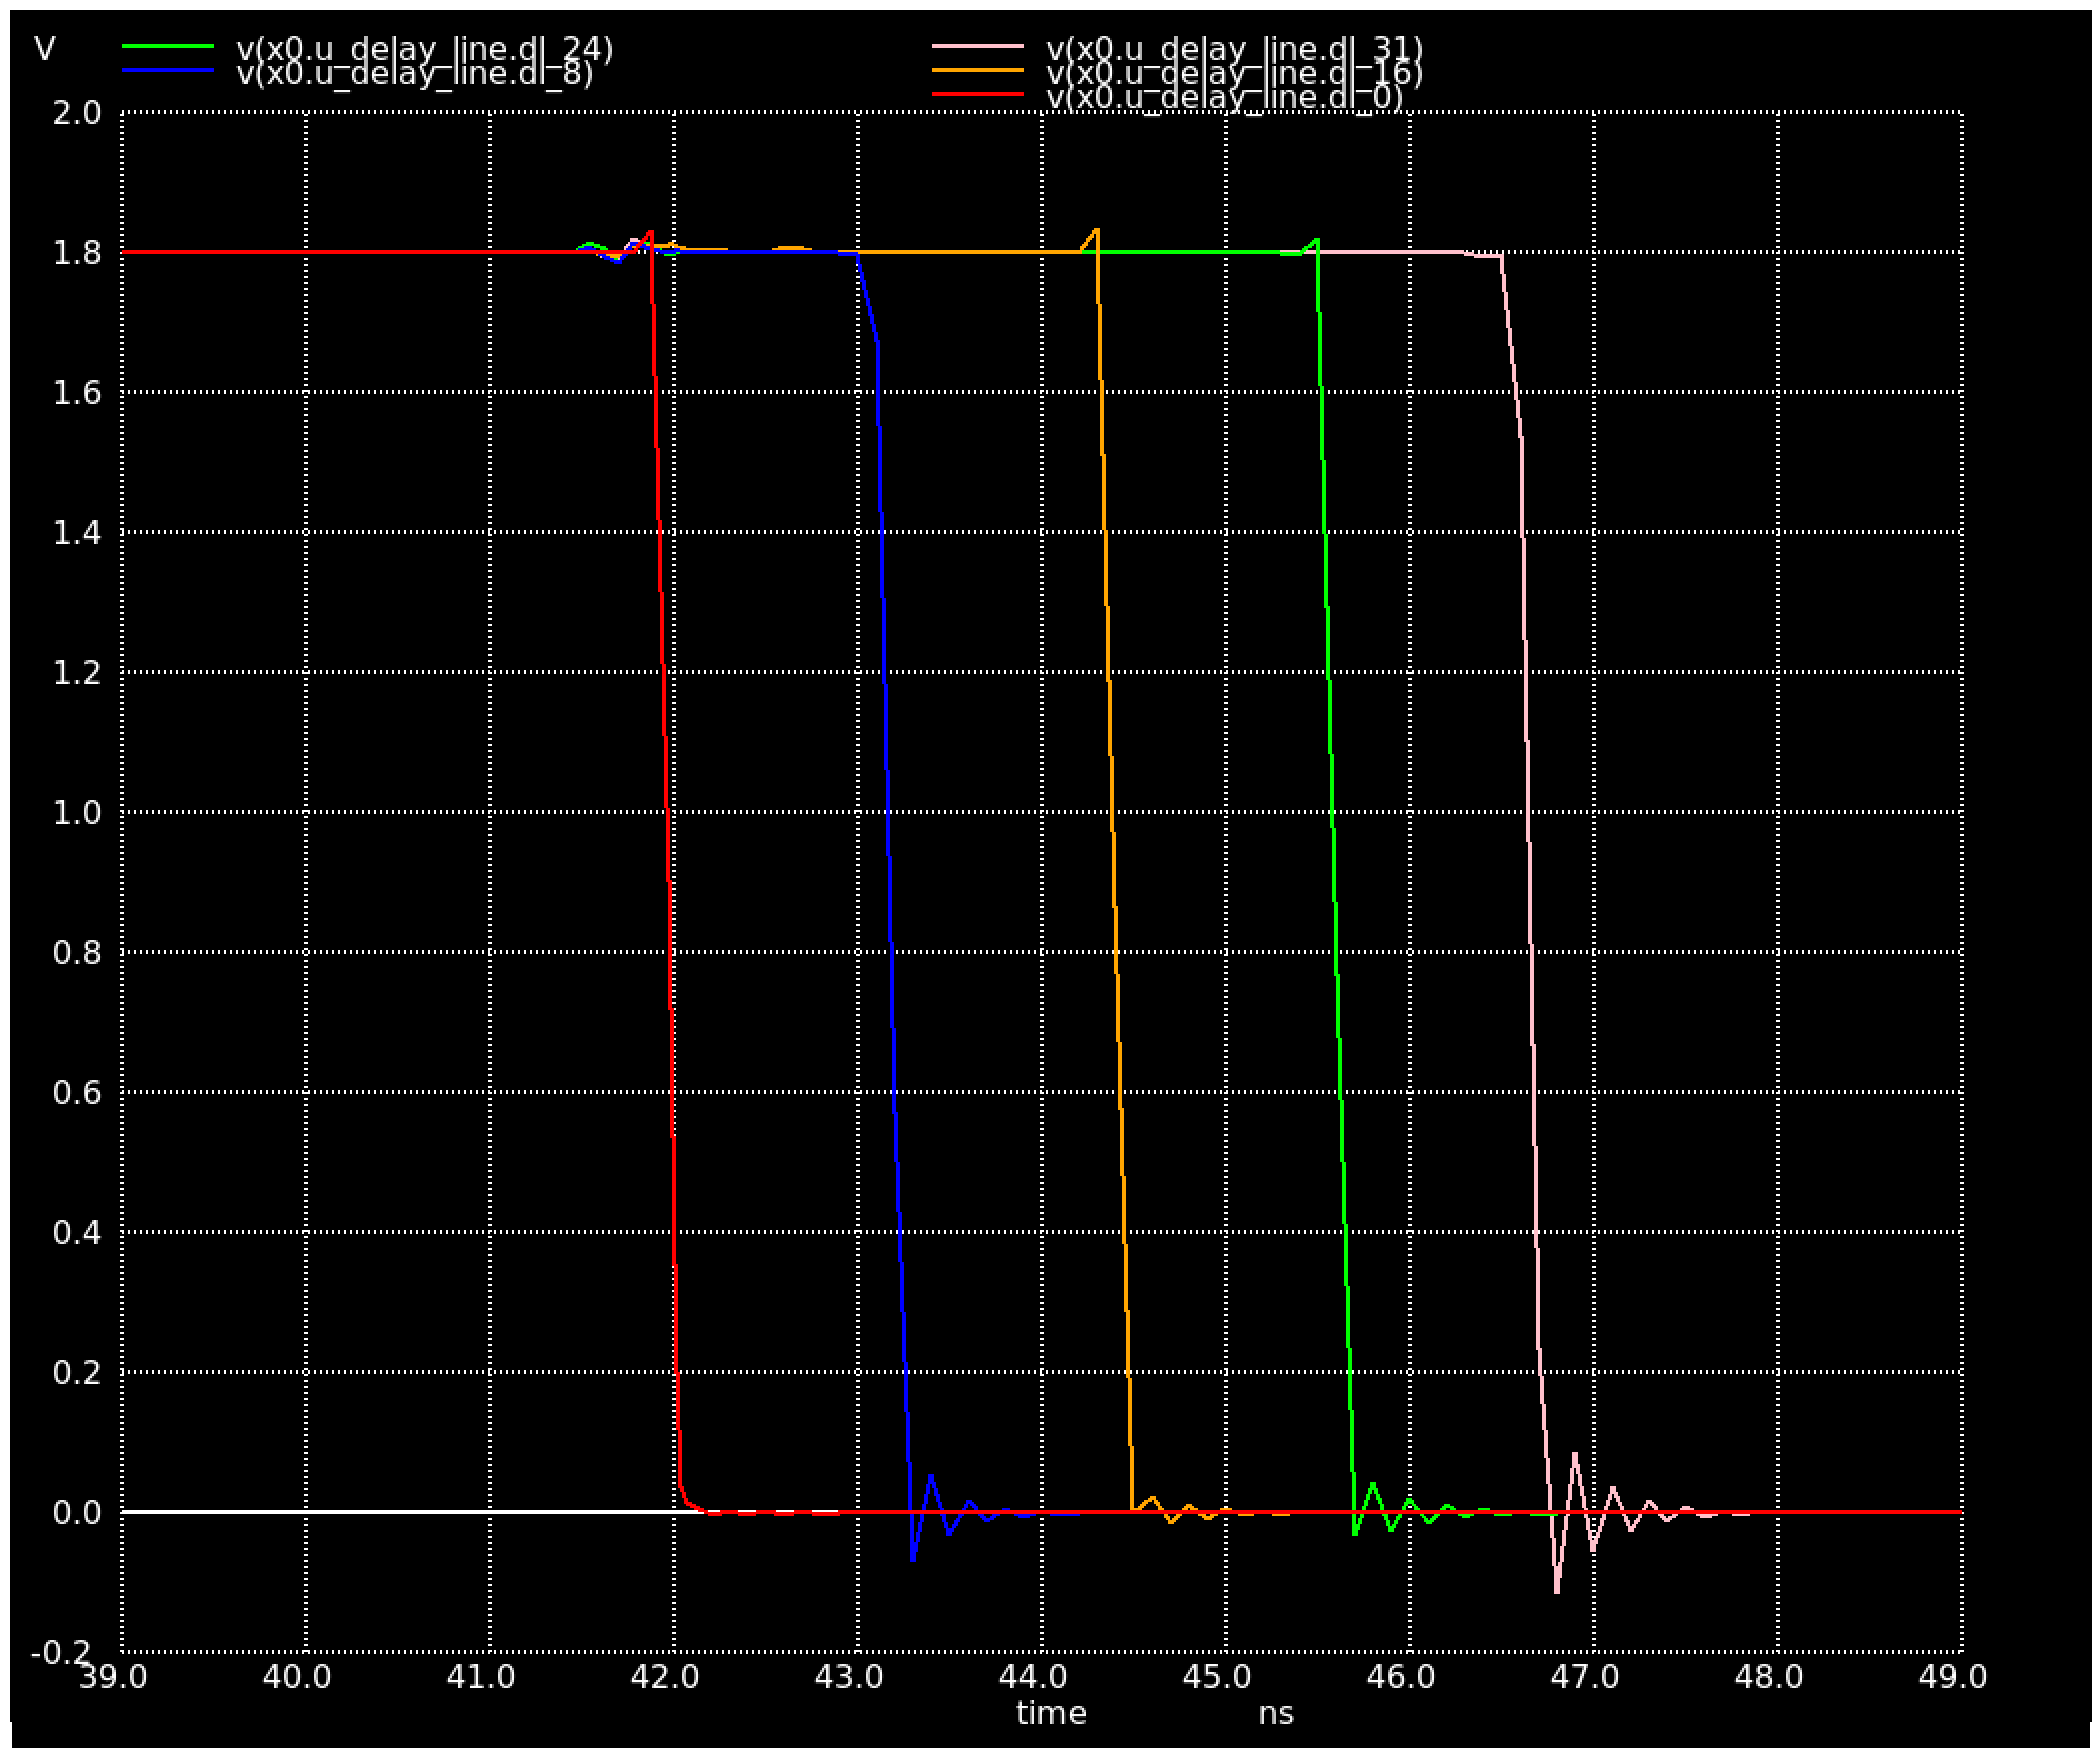 V
v(x0.u_delay_line.dl_24)
v(x0.u_delay_line.dl_8)
v(x0.u_delay_line.dl_31)
v(x0.u_delay_line.dl_16)
v(x0.u_delay_line.dl_0)
2.0
1.8
1.6
1.4
1.2
1.0
0.8
0.6
0.4
0.2
0.0
-0.2
39.0 40.0 41.0 42.0 43.0 44.0 45.0 46.0 47.0 48.0 49.0
time ns